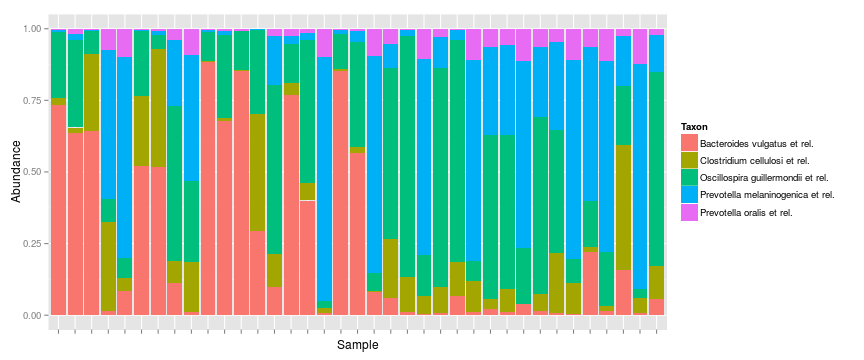 1.00
0.75
0.50
0.25
0.00
Abundance
Sample
Taxon
Bacteroides vulgatus et rel.
Clostridium cellulosi et rel.
Oscillospira guillermondii et rel.
Prevotella melaninogenica et rel.
Prevotella oralis et rel.